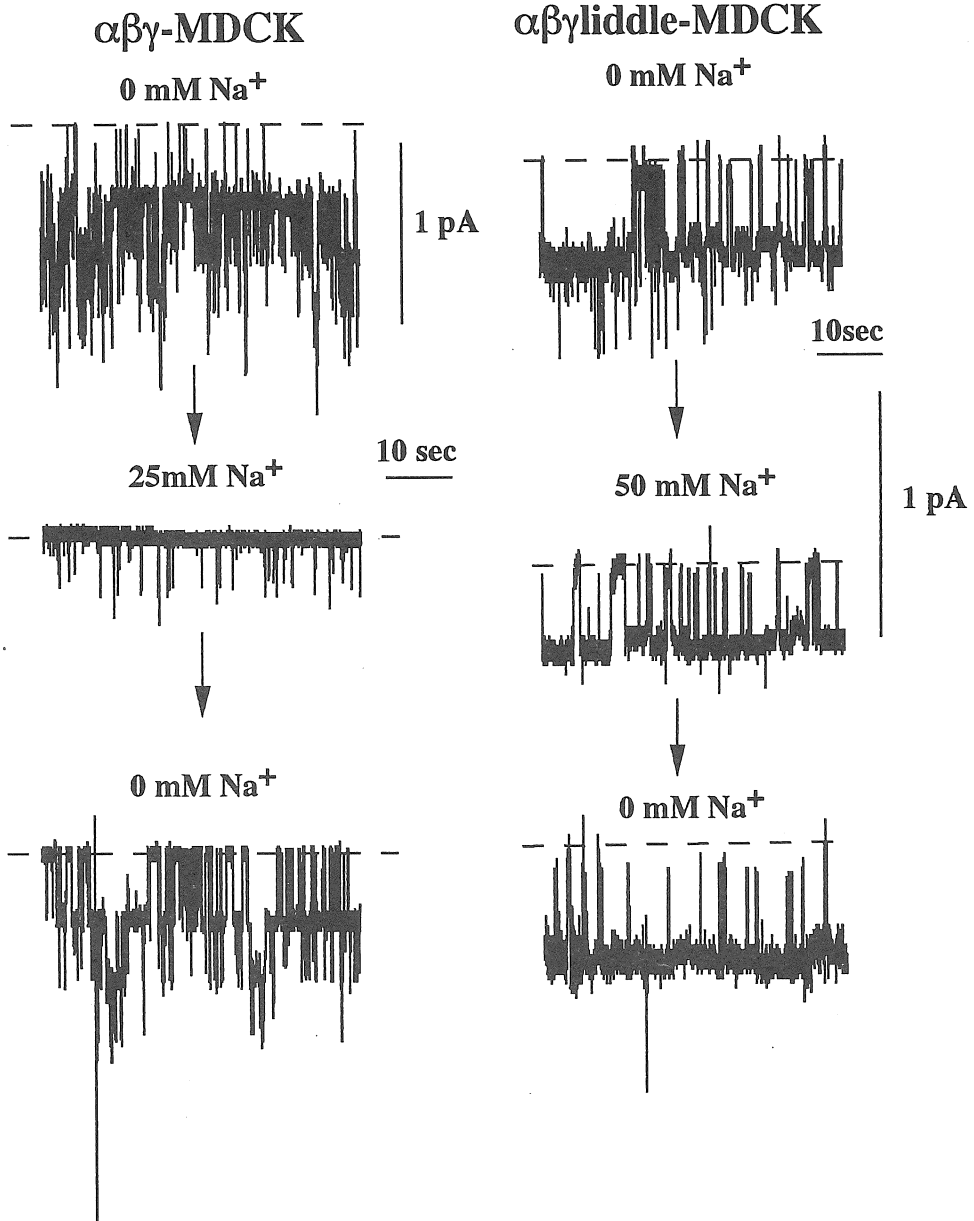 αβγ-MDCK
0 mM Na+
1 pA
10 sec
25mM Na+
0 mM Na+
αβγliddle-MDCK
0 mM Na+
10sec
1 pA
50 mM Na+
0 mM Na+